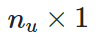 n_u × 1